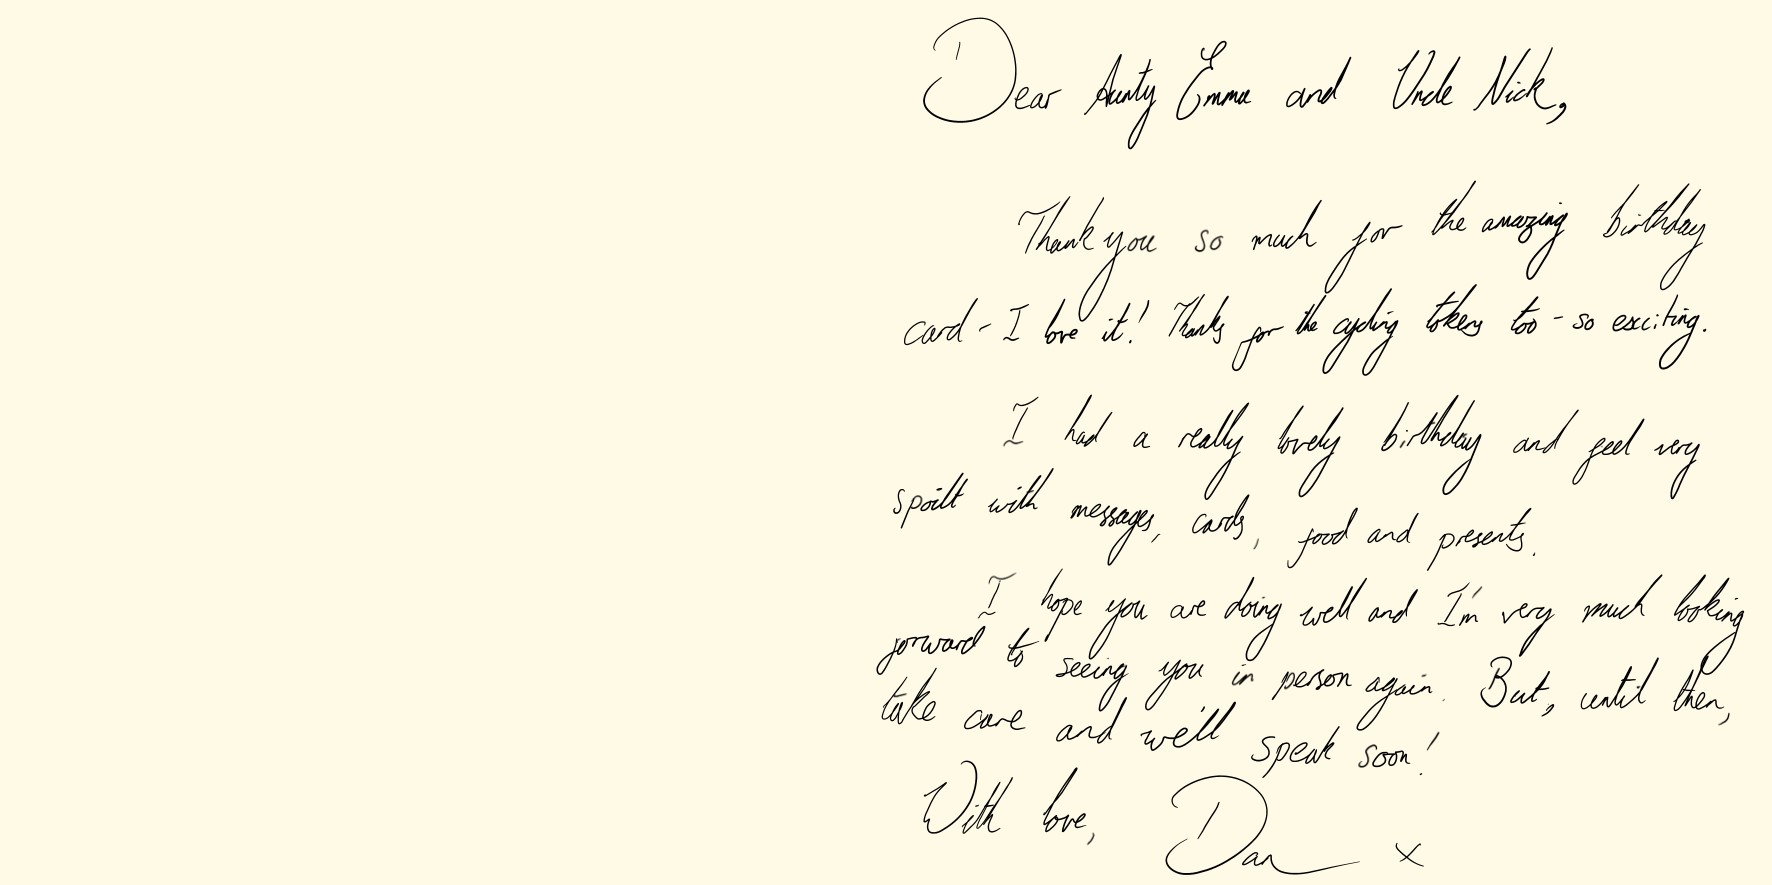 Dear Aunty Emma and Uncle Nick,
Thank you so much for the amazing birthday
card - I love it! Thanks for the cycling tokens too - so exciting.
I had a really lovely birthday and feel very
spoilt with messages, cards, food and presents.
I hope you are doing well and I'm very much looking
forward to seeing you in person again. But, until then,
take care and we'll speak soon!
With love, Dan x